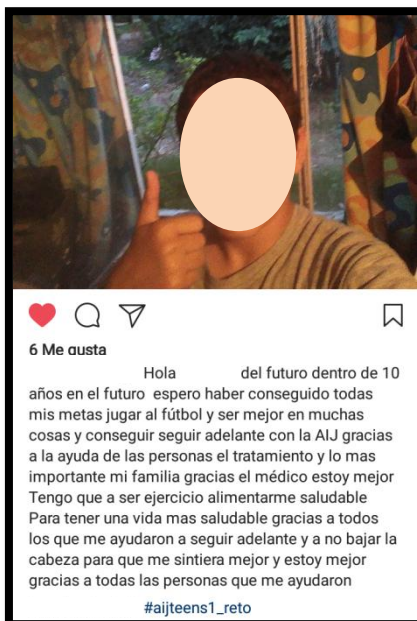 6 Me gusta
Hola del futuro dentro de 10
años en el futuro espero haber conseguido todas
mis metas jugar al fútbol y ser mejor en muchas
cosas y conseguir seguir adelante con la AIJ gracias
a la ayuda de las personas el tratamiento y lo mas
importante mi familia gracias el médico estoy mejor
Tengo que a ser ejercicio alimentarme saludable
Para tener una vida mas saludable gracias a todos
los que me ayudaron a seguir adelante y a no bajar la
cabeza para que me sintiera mejor y estoy mejor
gracias a todas las personas que me ayudaron
#aijteens1_reto